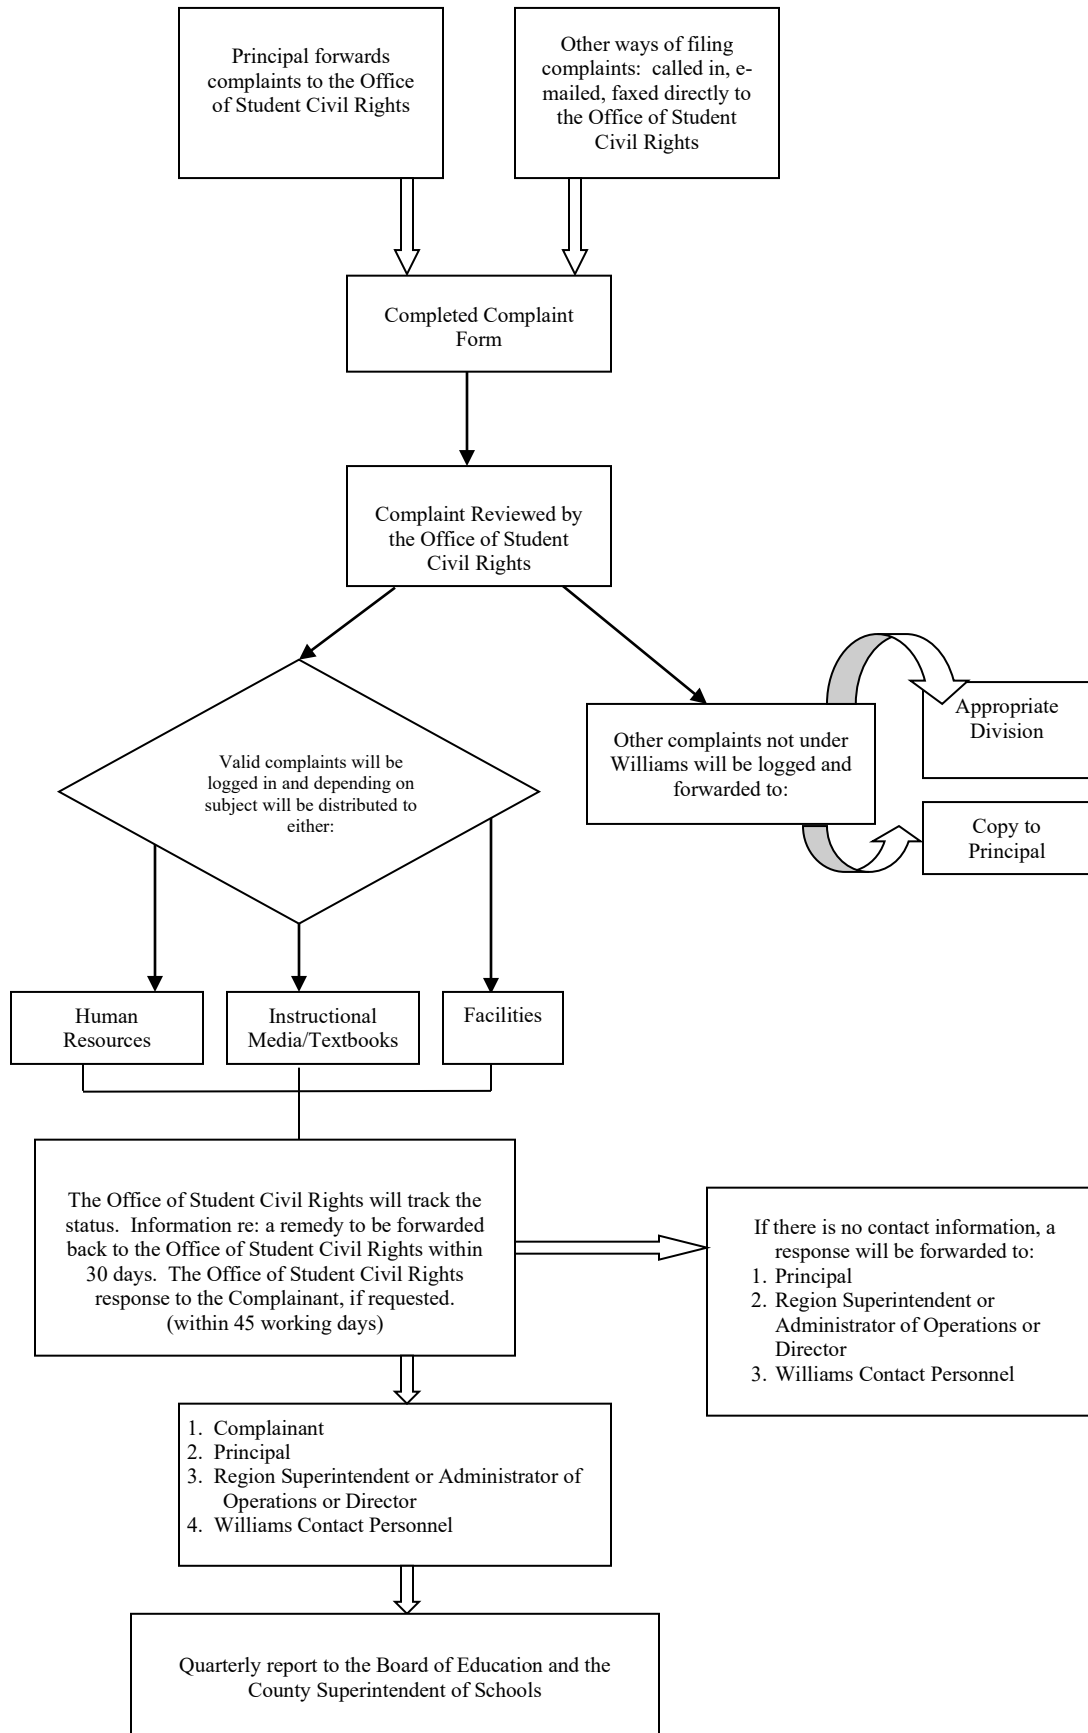 Principal forwards
complaints to the Office
of Student Civil Rights
Other ways of filing
complaints:  called in, e-
mailed, faxed directly to
the Office of Student
Civil Rights
Completed Complaint
Form
Complaint Reviewed by
the Office of Student
Civil Rights
Valid complaints will be
logged in and depending on
subject will be distributed to
either:
Other complaints not under
Williams will be logged and
forwarded to:
Appropriate
Division
Copy to
Principal
Human
Resources
Instructional
Media/Textbooks
Facilities
The Office of Student Civil Rights will track the
status.  Information re: a remedy to be forwarded
back to the Office of Student Civil Rights within
30 days.  The Office of Student Civil Rights
response to the Complainant, if requested.
(within 45 working days)
If there is no contact information, a
response will be forwarded to:
1. Principal
2. Region Superintendent or
Administrator of Operations or
Director
3. Williams Contact Personnel
1.  Complainant
2.  Principal
3.  Region Superintendent or Administrator of
Operations or Director
4.  Williams Contact Personnel
Quarterly report to the Board of Education and the
County Superintendent of Schools